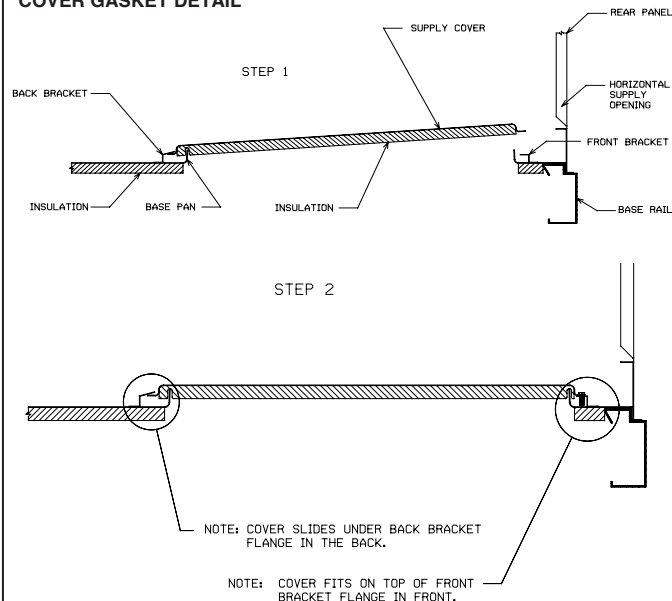 COVER GASKET DETAIL
SUPPLY COVER
REAR PANEL
STEP 1
BACK BRACKET
HORIZONTAL
SUPPLY
OPENING
FRONT BRACKET
INSULATION
BASE PAN
INSULATION
BASE RAIL
STEP 2
NOTE: COVER SLIDES UNDER BACK BRACKET
FLANGE IN THE BACK.
NOTE: COVER FITS ON TOP OF FRONT
BRACKET FLANGE IN FRONT.